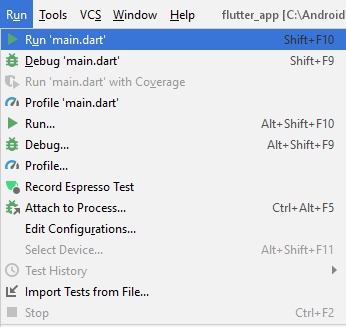 Run Tools VCS Window Help flutter_app [C:\Android
Run 'main.dart' Shift+F10
Debug 'main.dart' Shift+F9
Run 'main.dart' with Coverage
Profile 'main.dart'
Run... Alt+Shift+F10
Debug... Alt+Shift+F9
Profile...
Record Espresso Test
Attach to Process... Ctrl+Alt+F5
Edit Configurations...
Select Device... Alt+Shift+F11
Test History
Import Tests from File...
Stop Ctrl+F2